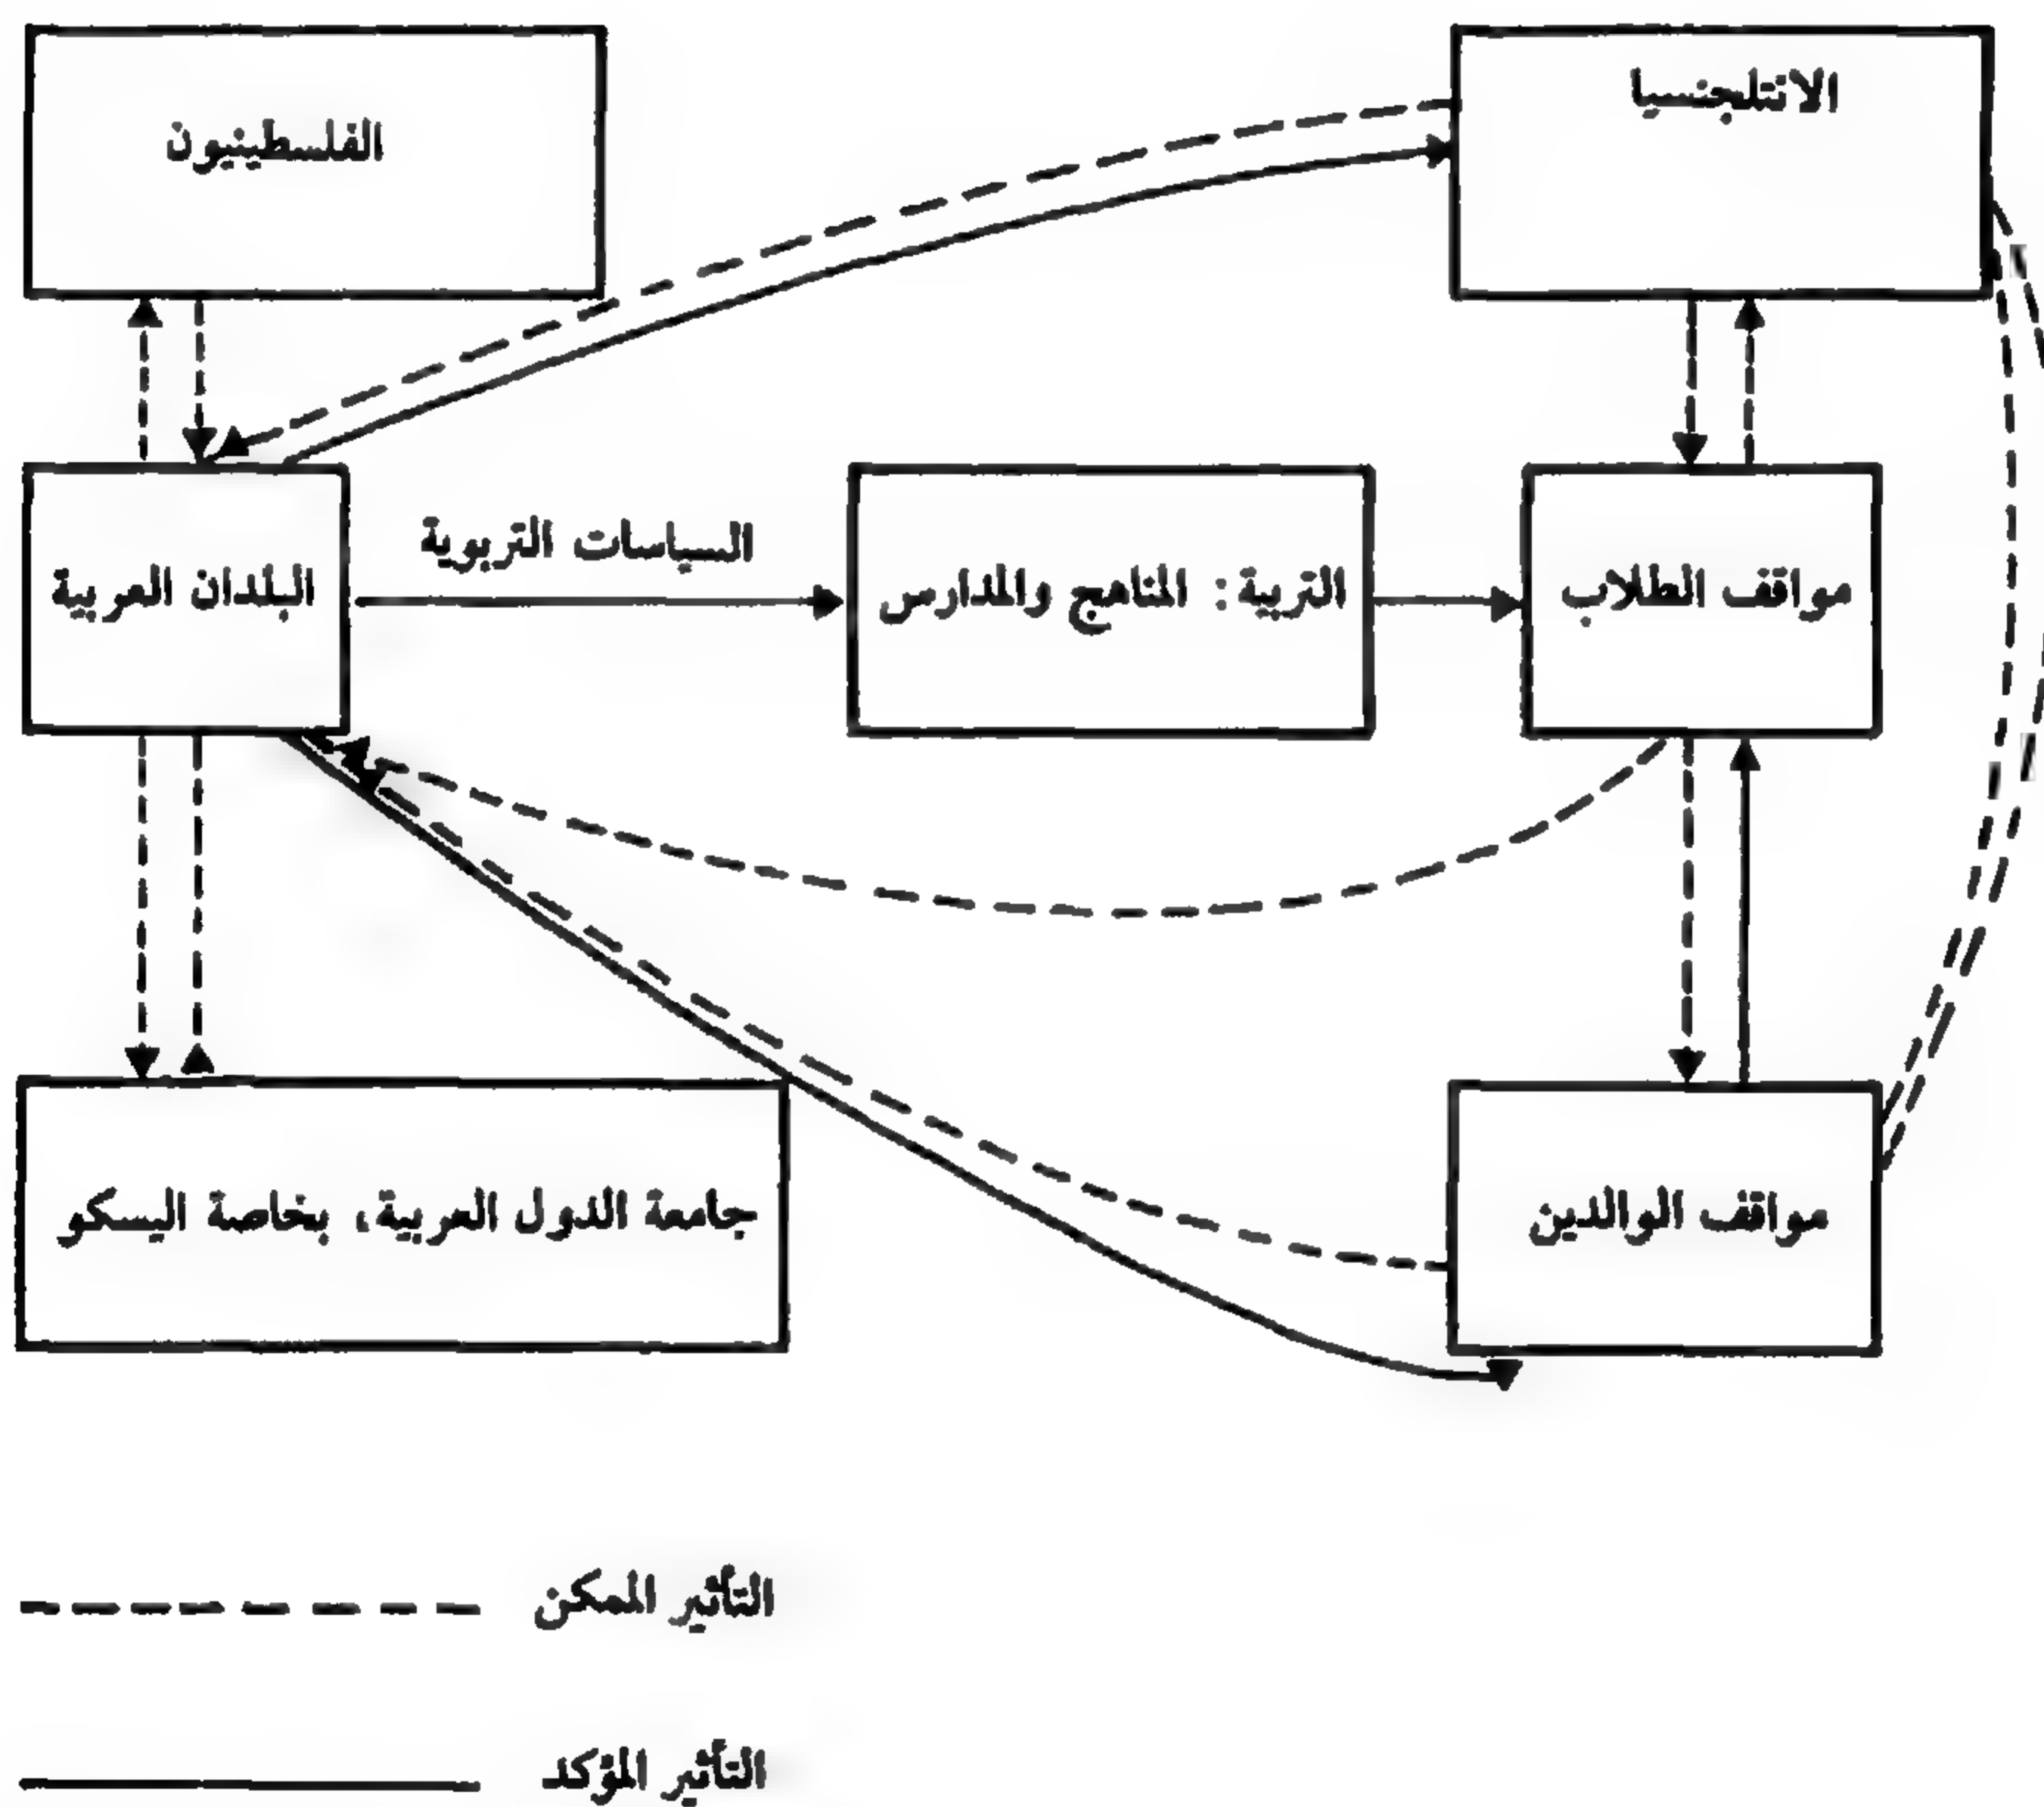 الانتلجنسيا
الفلسطينيون
السياسات التربوية
مواقف الطلاب
التربية: المناهج والمدارس
البلدان العربية
مواقف الوالدين
جامعة الدول العربية، بخاصة اليسكو
التأثير الممكن
التأثير المؤكد